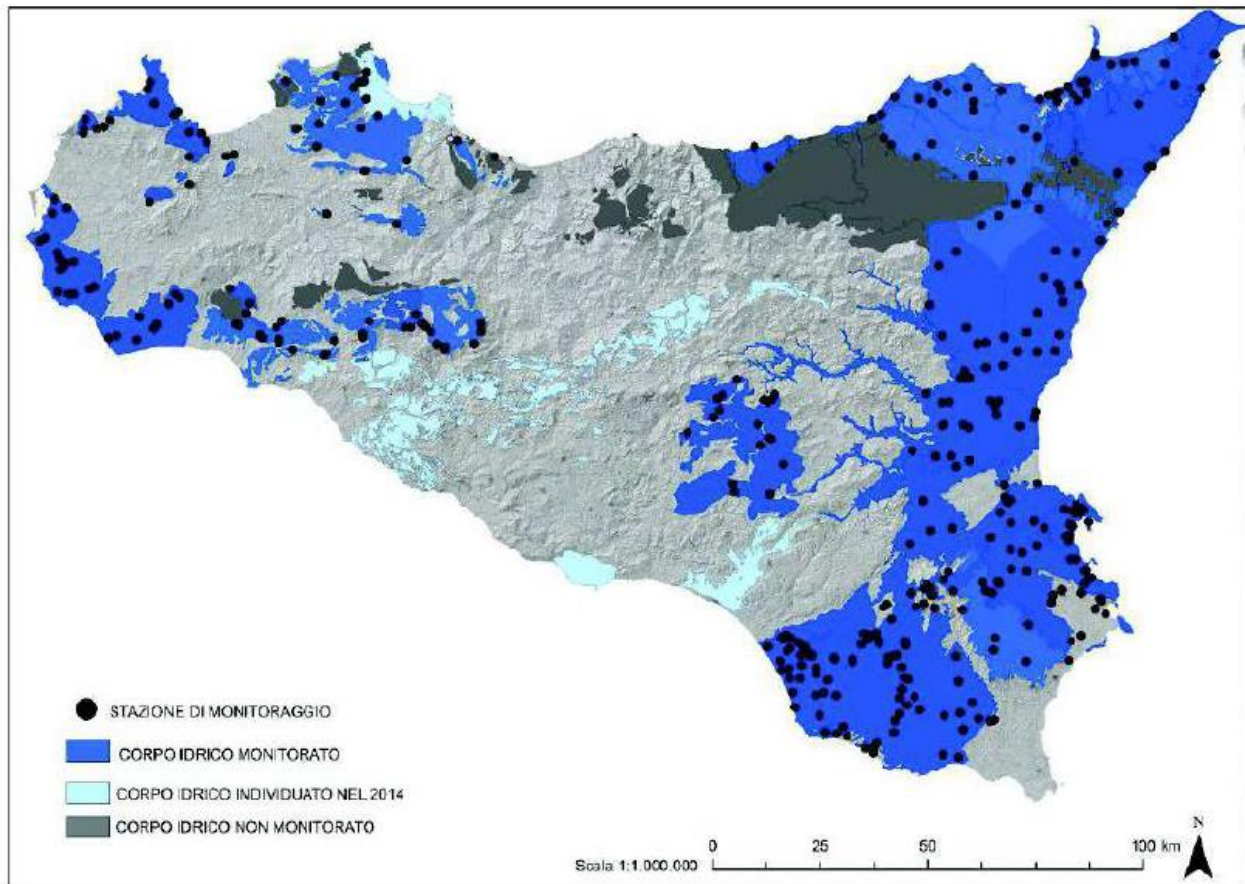 STAZIONE DI MONITORAGGIO
CORPO IDRICO MONITORATO
CORPO IDRICO INDIVIDUATO NEL 2014
CORPO IDRICO NON MONITORATO
N
0 25 50 100 km
Scala 1:1.000.000